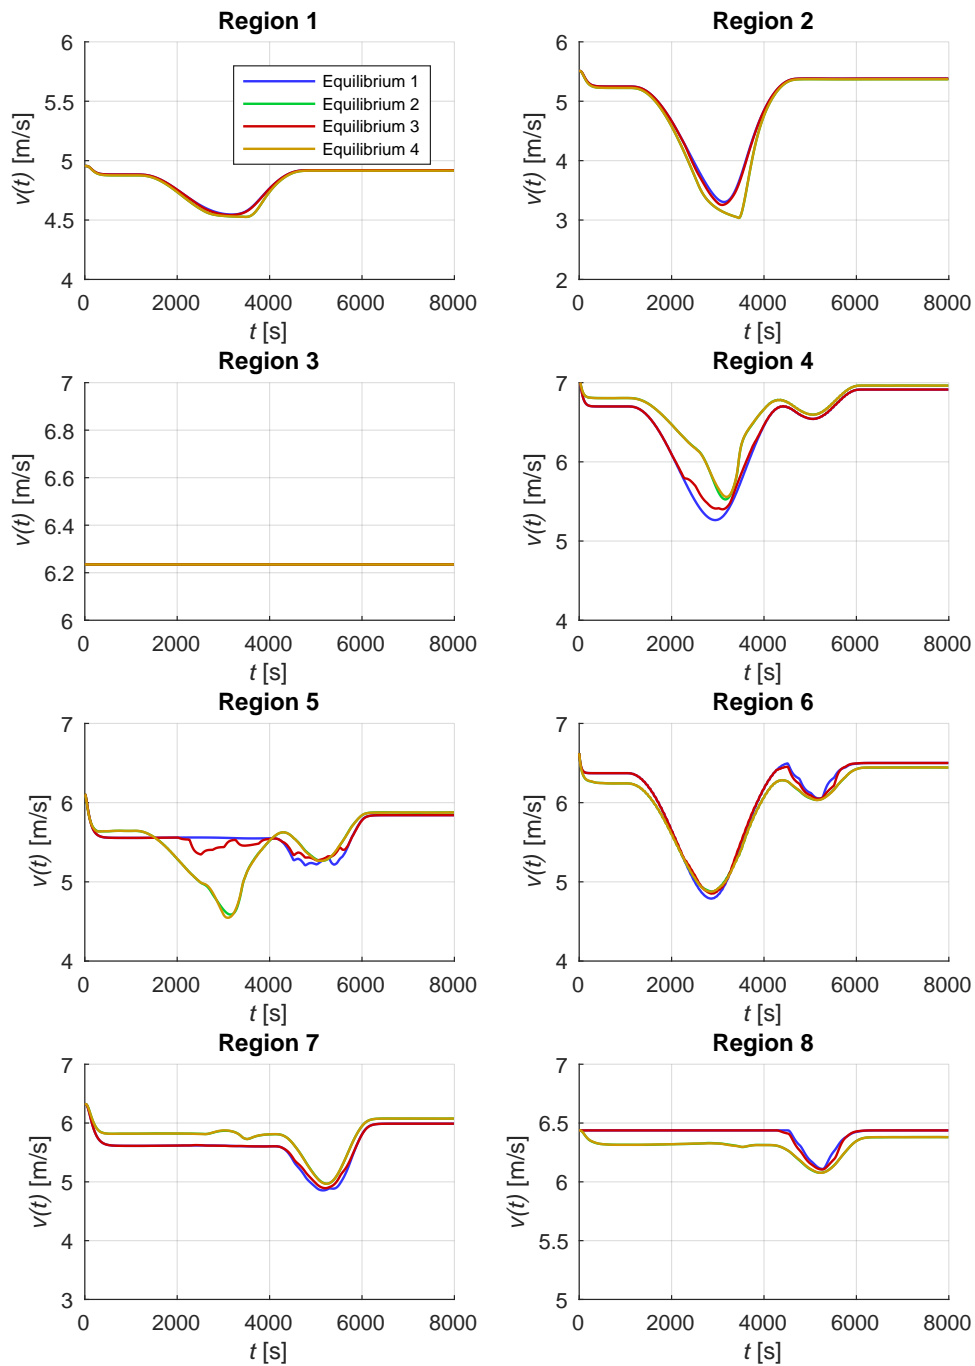 Region 1
6
5.5
5
4.5
4
v(t) [m/s]
Equilibrium 1
Equilibrium 2
Equilibrium 3
Equilibrium 4
0 2000 4000 6000 8000
t [s]
Region 2
6
5
4
3
2
v(t) [m/s]
0 2000 4000 6000 8000
t [s]
Region 3
7
6.8
6.6
6.4
6.2
6
v(t) [m/s]
0 2000 4000 6000 8000
t [s]
Region 4
7
6
5
4
v(t) [m/s]
0 2000 4000 6000 8000
t [s]
Region 5
7
6
5
4
v(t) [m/s]
0 2000 4000 6000 8000
t [s]
Region 6
7
6
5
4
v(t) [m/s]
0 2000 4000 6000 8000
t [s]
Region 7
7
6
5
4
3
v(t) [m/s]
0 2000 4000 6000 8000
t [s]
Region 8
7
6.5
6
5.5
5
v(t) [m/s]
0 2000 4000 6000 8000
t [s]